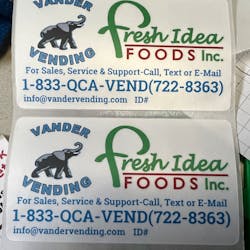 VANDER
VENDING
Fresh Idea
FOODS Inc.
For Sales, Service & Support-Call, Text or E-Mail
1-833-QCA-VEND(722-8363)
info@vandervending.com ID#
VANDER
VENDING
Fresh Idea
FOODS Inc.
For Sales, Service & Support-Call, Text or E-Mail
1-833-QCA-VEND(722-8363)
info@vandervending.com ID#